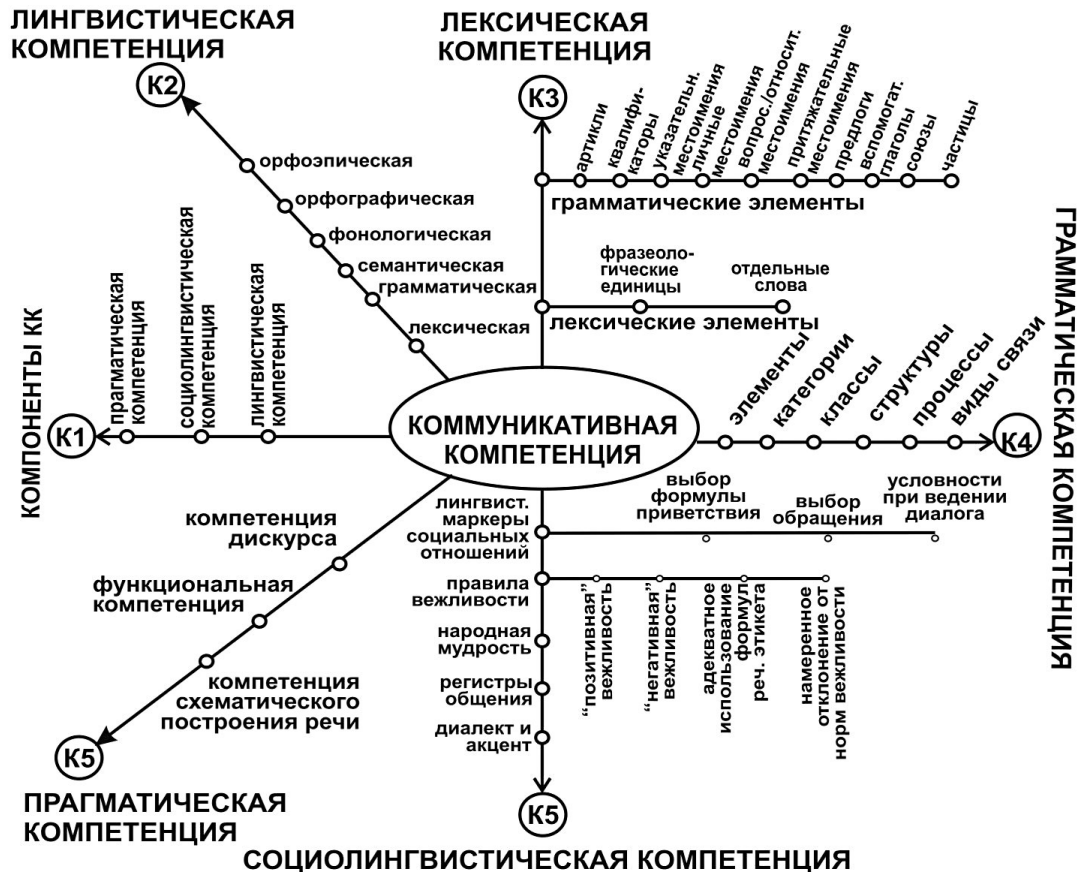 ЛИНГВИСТИЧЕСКАЯ
КОМПЕТЕНЦИЯ
К2
орфоэпическая
орфографическая
фонологическая
семантическая
грамматическая
лексическая
ЛЕКСИЧЕСКАЯ
КОМПЕТЕНЦИЯ
К3
артикли
квалифи-
каторы
указательн.
местоимения
личные
местоимения
вопрос./относит.
местоимения
притяжательные
местоимения
предлоги
вспомогат.
глаголы
союзы
частицы
грамматические элементы
фразеоло-
гические
единицы
отдельные
слова
лексические элементы
ГРАММАТИЧЕСКАЯ КОМПЕТЕНЦИЯ
К4
элементы
категории
классы
структуры
процессы
виды связи
КОМПОНЕНТЫ КК
К1
прагматическая
компетенция
социолингвистическая
компетенция
лингвистическая
компетенция
КОММУНИКАТИВНАЯ
КОМПЕТЕНЦИЯ
компетенция
дискурса
функциональная
компетенция
компетенция
схематического
построения речи
К5
ПРАГМАТИЧЕСКАЯ
КОМПЕТЕНЦИЯ
лингвист.
маркеры
социальных
отношений
выбор
формулы
приветствия
выбор
обращения
условности
при ведении
диалога
правила
вежливости
“позитивная”
вежливость
“негативная”
вежливость
адекватное
использование
формул
реч. этикета
намеренное
отклонение от
норм вежливости
народная
мудрость
регистры
общения
диалект и
акцент
К5
СОЦИОЛИНГВИСТИЧЕСКАЯ КОМПЕТЕНЦИЯ